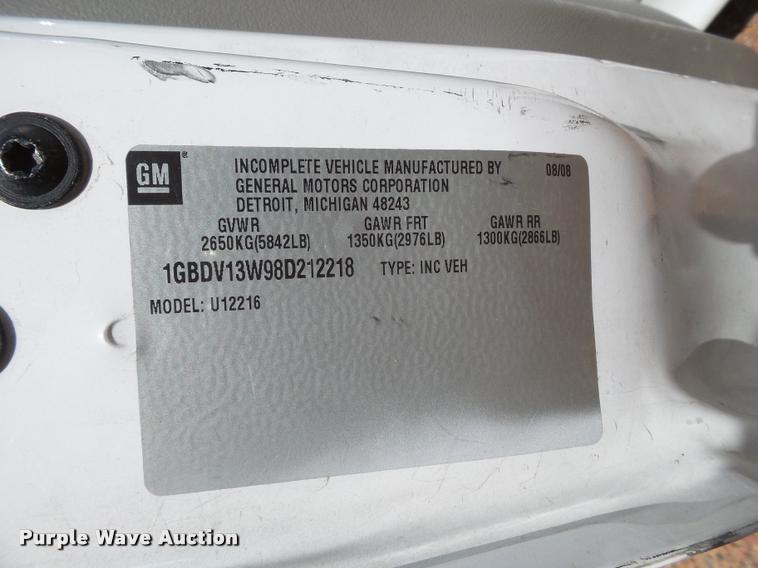 GM ®
INCOMPLETE VEHICLE MANUFACTURED BY 08/08
GENERAL MOTORS CORPORATION
DETROIT, MICHIGAN 48243
GVWR GAWR FRT GAWR RR
2650KG(5842LB) 1350KG(2976LB) 1300KG(2866LB)
1GBDV13W98D212218 TYPE: INC VEH
MODEL: U12216
Purple Wave Auction